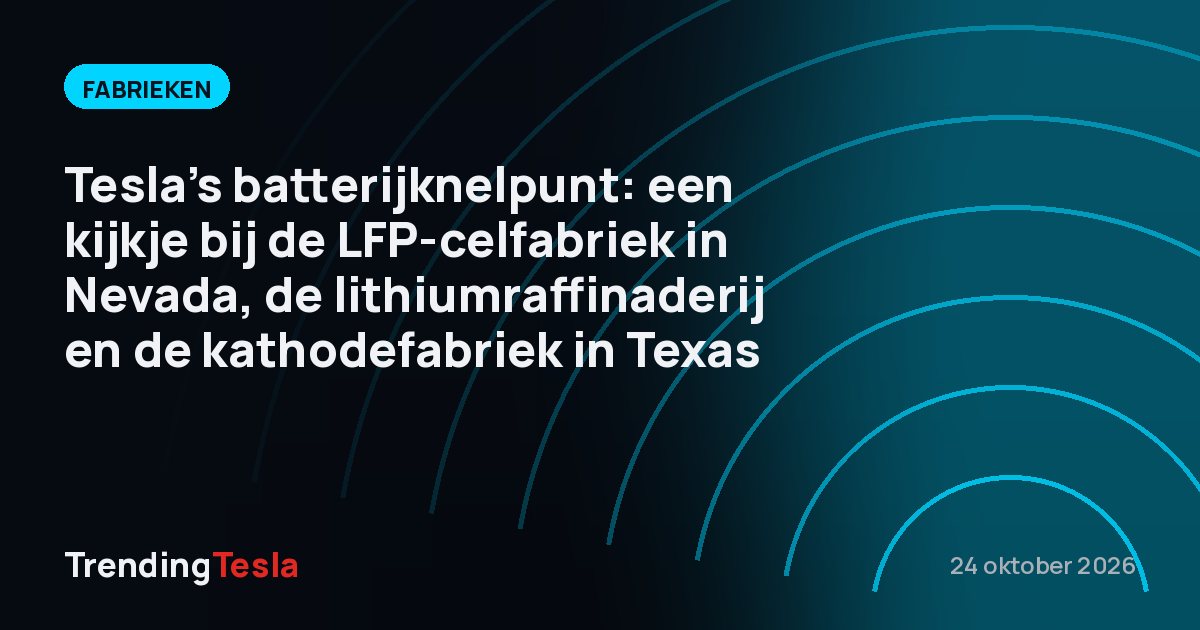 FABRIEKEN
Tesla’s batterijknelpunt: een
kijkje bij de LFP-celfabriek in
Nevada, de lithiumraffinaderij
en de kathodefabriek in Texas
TrendingTesla
24 oktober 2026